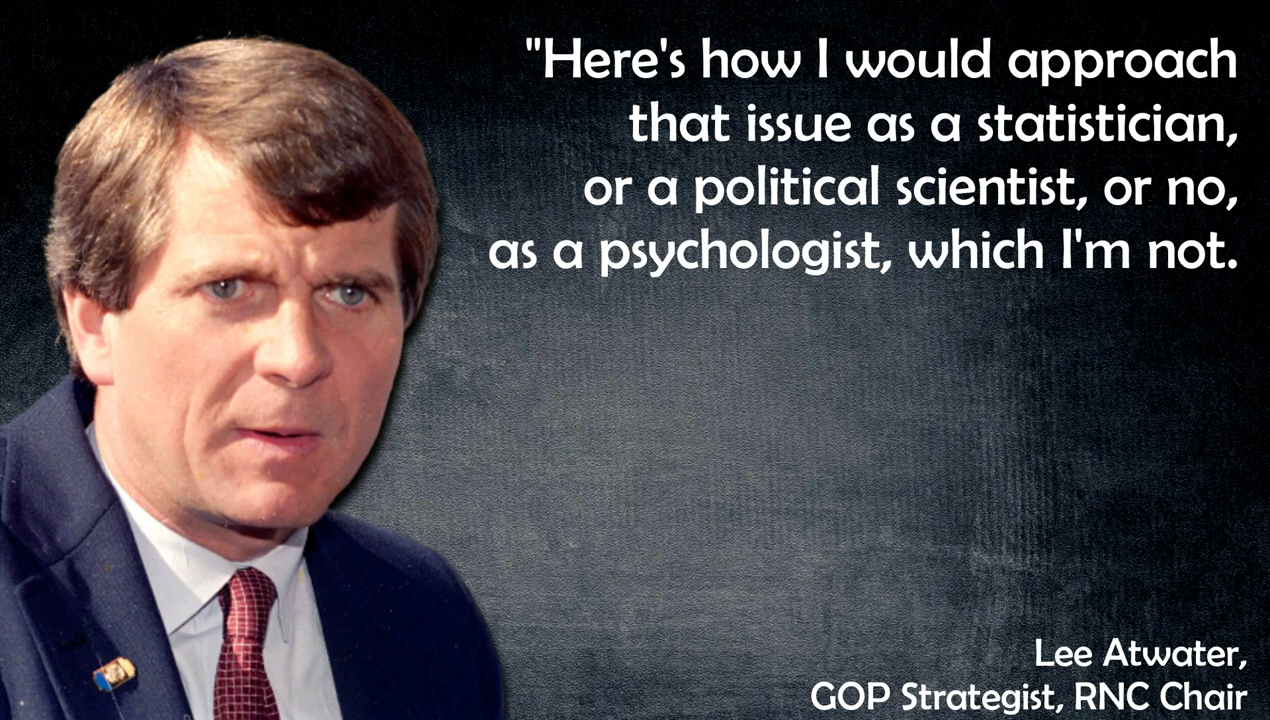 "Here's how I would approach
that issue as a statistician,
or a political scientist, or no,
as a psychologist, which I'm not.
Lee Atwater,
GOP Strategist, RNC Chair